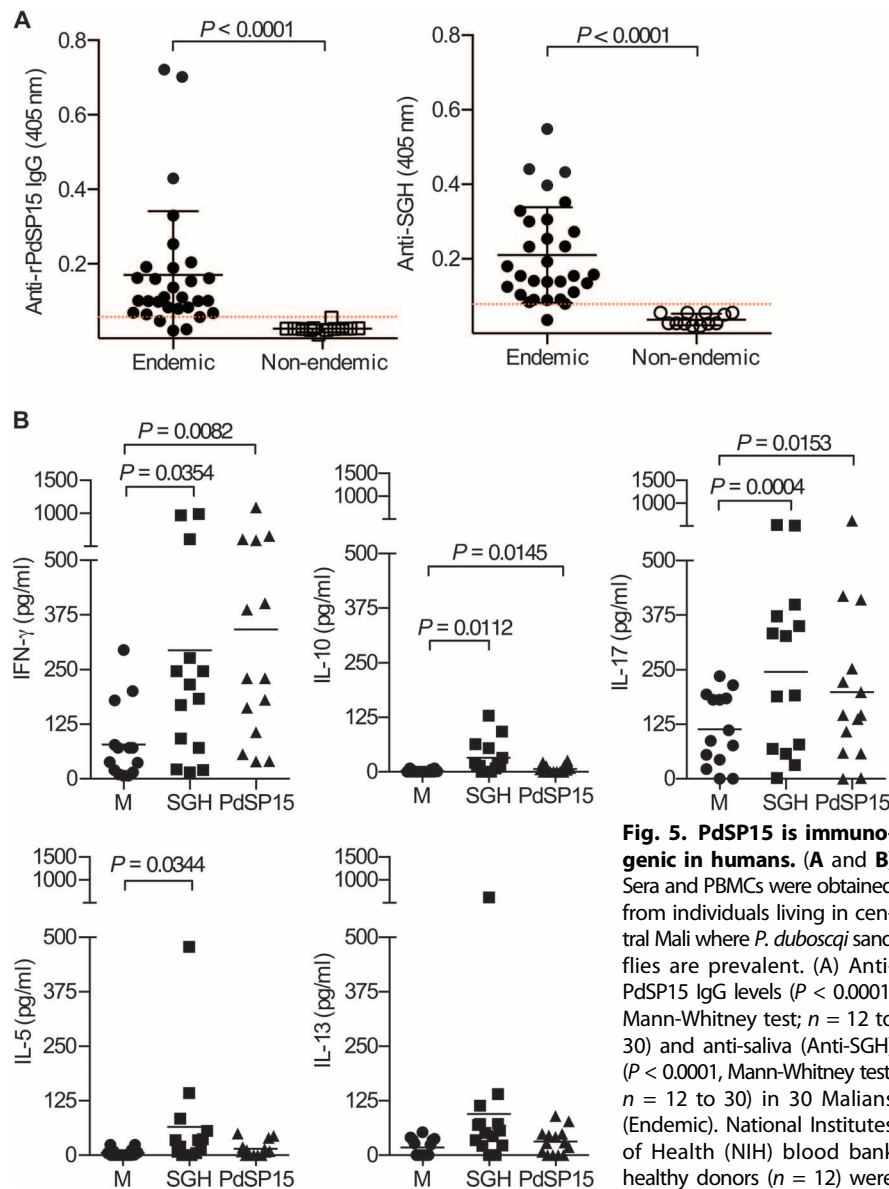 A
P < 0.0001
P < 0.0001
0.8
0.6
0.4
0.2
Anti-rPdSP15 IgG (405 nm)
Endemic
Non-endemic
0.8
0.6
0.4
0.2
Anti-SGH (405 nm)
Endemic
Non-endemic
B
P = 0.0082
P = 0.0354
1500
1000
500
375
250
125
0
IFN-γ (pg/ml)
M
SGH
PdSP15
P = 0.0145
P = 0.0112
1500
1000
500
375
250
125
0
IL-10 (pg/ml)
M
SGH
PdSP15
P = 0.0153
P = 0.0004
1500
1000
500
375
250
125
0
IL-17 (pg/ml)
M
SGH
PdSP15
P = 0.0344
1500
1000
500
375
250
125
0
IL-5 (pg/ml)
M
SGH
PdSP15
1500
1000
500
375
250
125
0
IL-13 (pg/ml)
M
SGH
PdSP15
Fig. 5. PdSP15 is immuno-
genic in humans. (A and B)
Sera and PBMCs were obtained
from individuals living in cen-
tral Mali where P. duboscqi sand
flies are prevalent. (A) Anti-
PdSP15 IgG levels (P < 0.0001,
Mann-Whitney test; n = 12 to
30) and anti-saliva (Anti-SGH)
(P < 0.0001, Mann-Whitney test;
n = 12 to 30) in 30 Malians
(Endemic). National Institutes
of Health (NIH) blood bank
healthy donors (n = 12) were